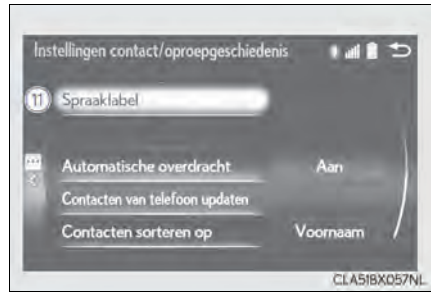 Instellingen contact/oproepgeschiedenis
11 Spraaklabel
Automatische overdracht Aan
Contacten van telefoon updaten
Contacten sorteren op Voornaam
CLA51BX057NL